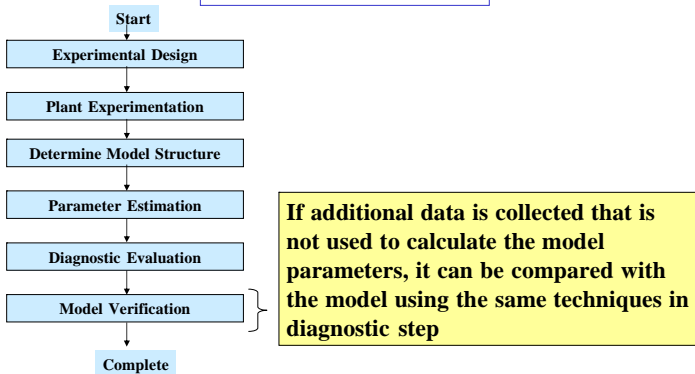 Start
Experimental Design
Plant Experimentation
Determine Model Structure
Parameter Estimation
Diagnostic Evaluation
Model Verification
Complete
If additional data is collected that is
not used to calculate the model
parameters, it can be compared with
the model using the same techniques in
diagnostic step